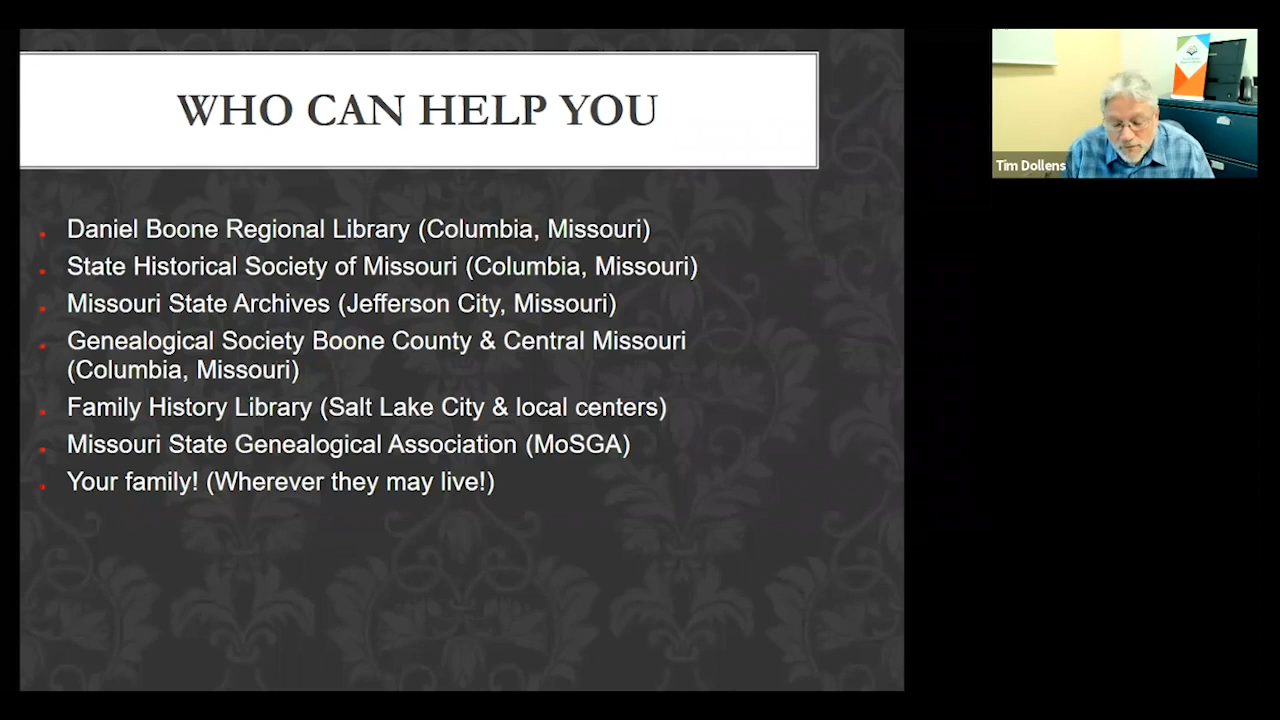 WHO CAN HELP YOU
Daniel Boone Regional Library (Columbia, Missouri)
State Historical Society of Missouri (Columbia, Missouri)
Missouri State Archives (Jefferson City, Missouri)
Genealogical Society Boone County & Central Missouri
(Columbia, Missouri)
Family History Library (Salt Lake City & local centers)
Missouri State Genealogical Association (MoSGA)
Your family! (Wherever they may live!)
Tim Dollens